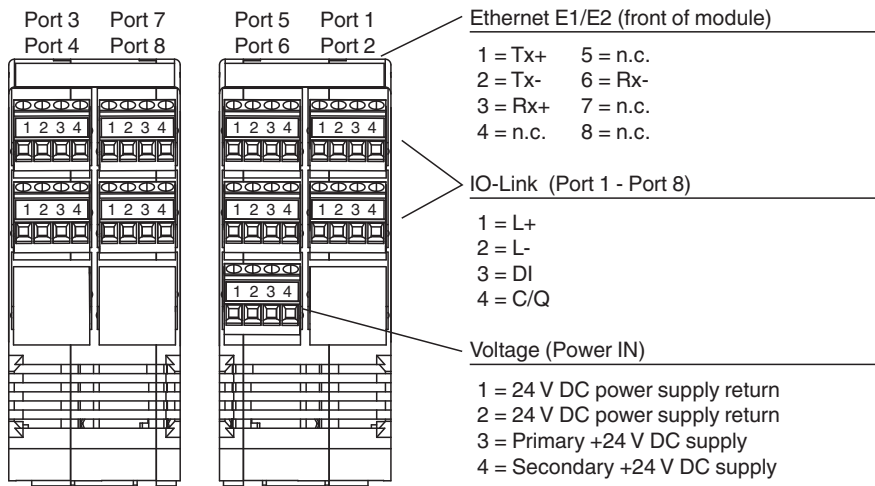 Port 3 Port 7 Port 5 Port 1
Port 4 Port 8 Port 6 Port 2
1 2 3 4 1 2 3 4 1 2 3 4 1 2 3 4
1 2 3 4 1 2 3 4 1 2 3 4 1 2 3 4
1 2 3 4
Ethernet E1/E2 (front of module)
1 = Tx+ 5 = n.c.
2 = Tx- 6 = Rx-
3 = Rx+ 7 = n.c.
4 = n.c. 8 = n.c.
IO-Link (Port 1 - Port 8)
1 = L+
2 = L-
3 = DI
4 = C/Q
Voltage (Power IN)
1 = 24 V DC power supply return
2 = 24 V DC power supply return
3 = Primary +24 V DC supply
4 = Secondary +24 V DC supply